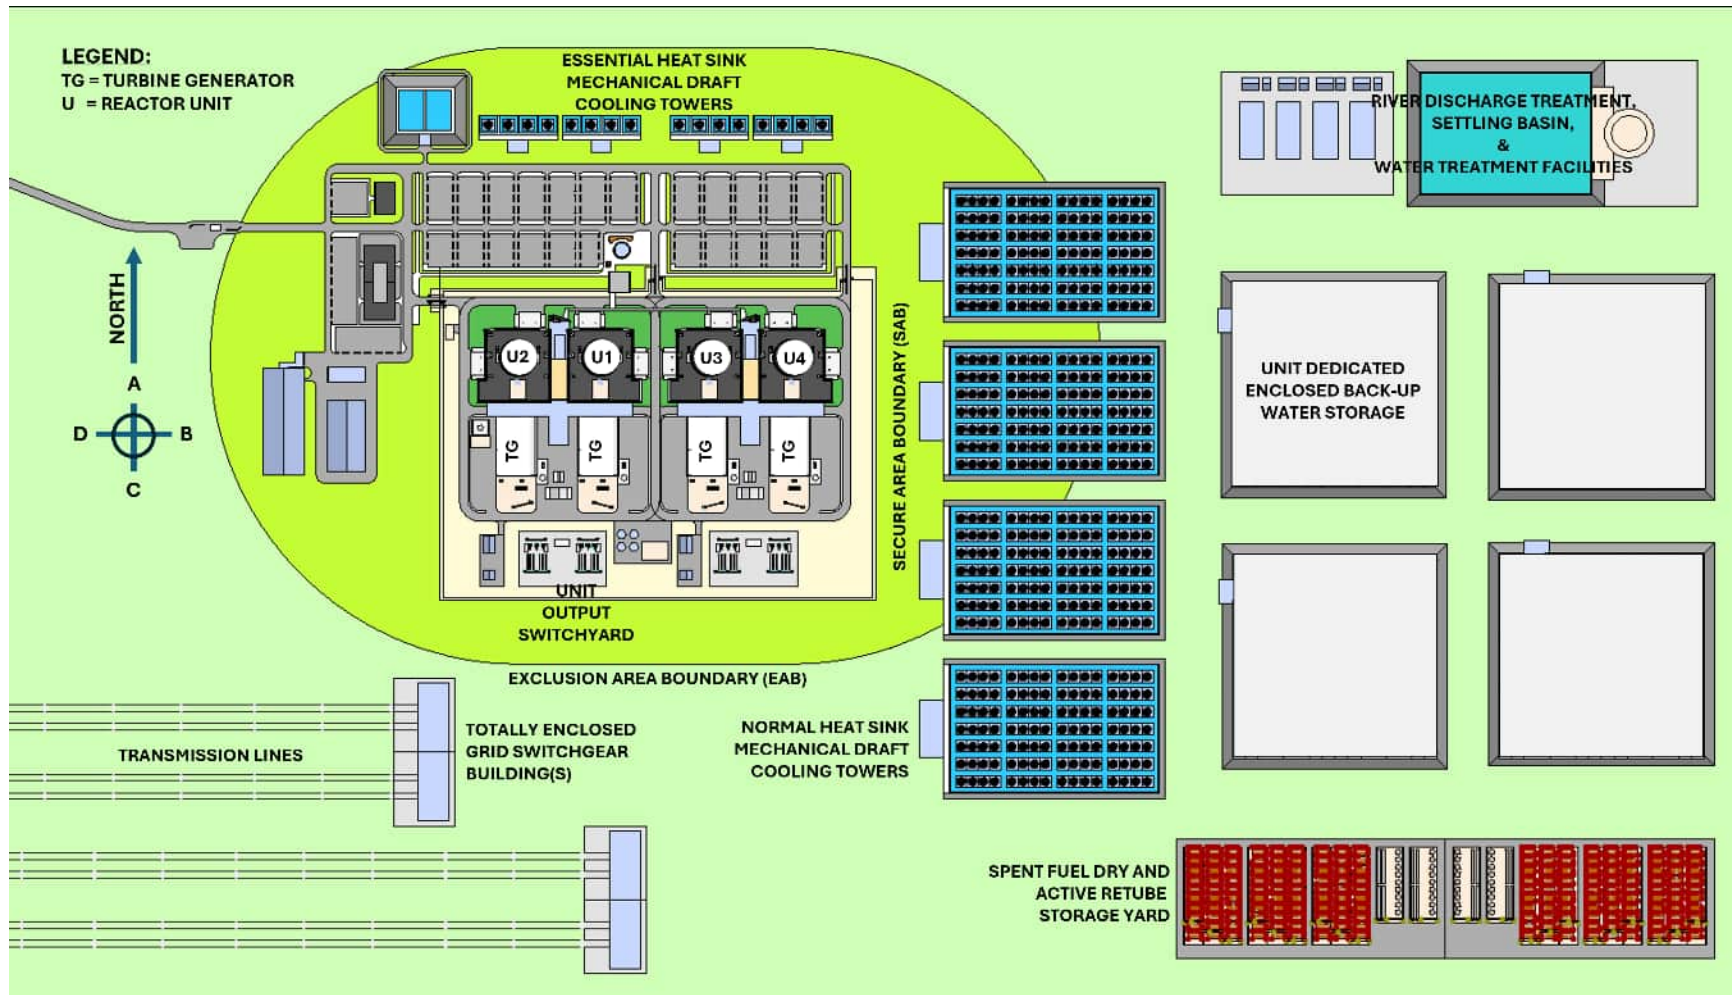 LEGEND:
TG = TURBINE GENERATOR
U = REACTOR UNIT
ESSENTIAL HEAT SINK
MECHANICAL DRAFT
COOLING TOWERS
RIVER DISCHARGE TREATMENT,
SETTLING BASIN,
&
WATER TREATMENT FACILITIES
NORTH
A
D
B
C
U2
U1
U3
U4
TG
TG
TG
TG
SECURE AREA BOUNDARY (SAB)
UNIT DEDICATED
ENCLOSED BACK-UP
WATER STORAGE
UNIT
OUTPUT
SWITCHYARD
EXCLUSION AREA BOUNDARY (EAB)
TRANSMISSION LINES
TOTALLY ENCLOSED
GRID SWITCHGEAR
BUILDING(S)
NORMAL HEAT SINK
MECHANICAL DRAFT
COOLING TOWERS
SPENT FUEL DRY AND
ACTIVE RETUBE
STORAGE YARD